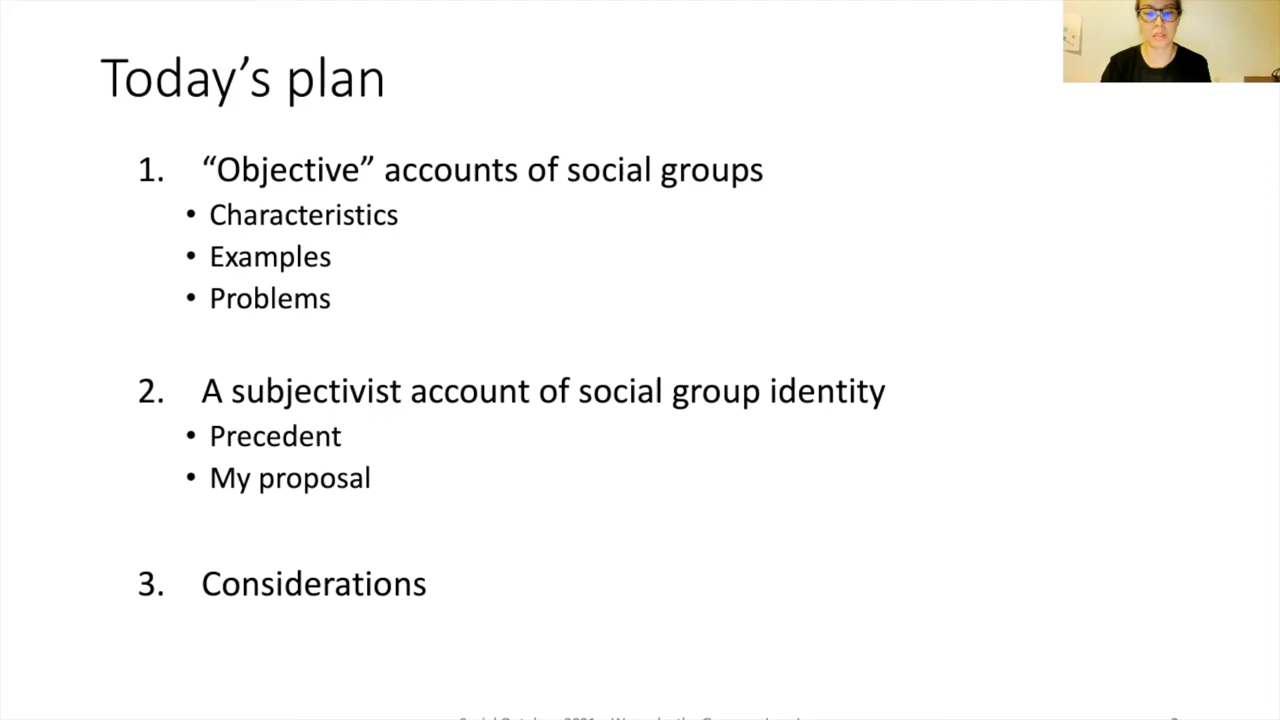 Today’s plan
1. “Objective” accounts of social groups
• Characteristics
• Examples
• Problems
2. A subjectivist account of social group identity
• Precedent
• My proposal
3. Considerations